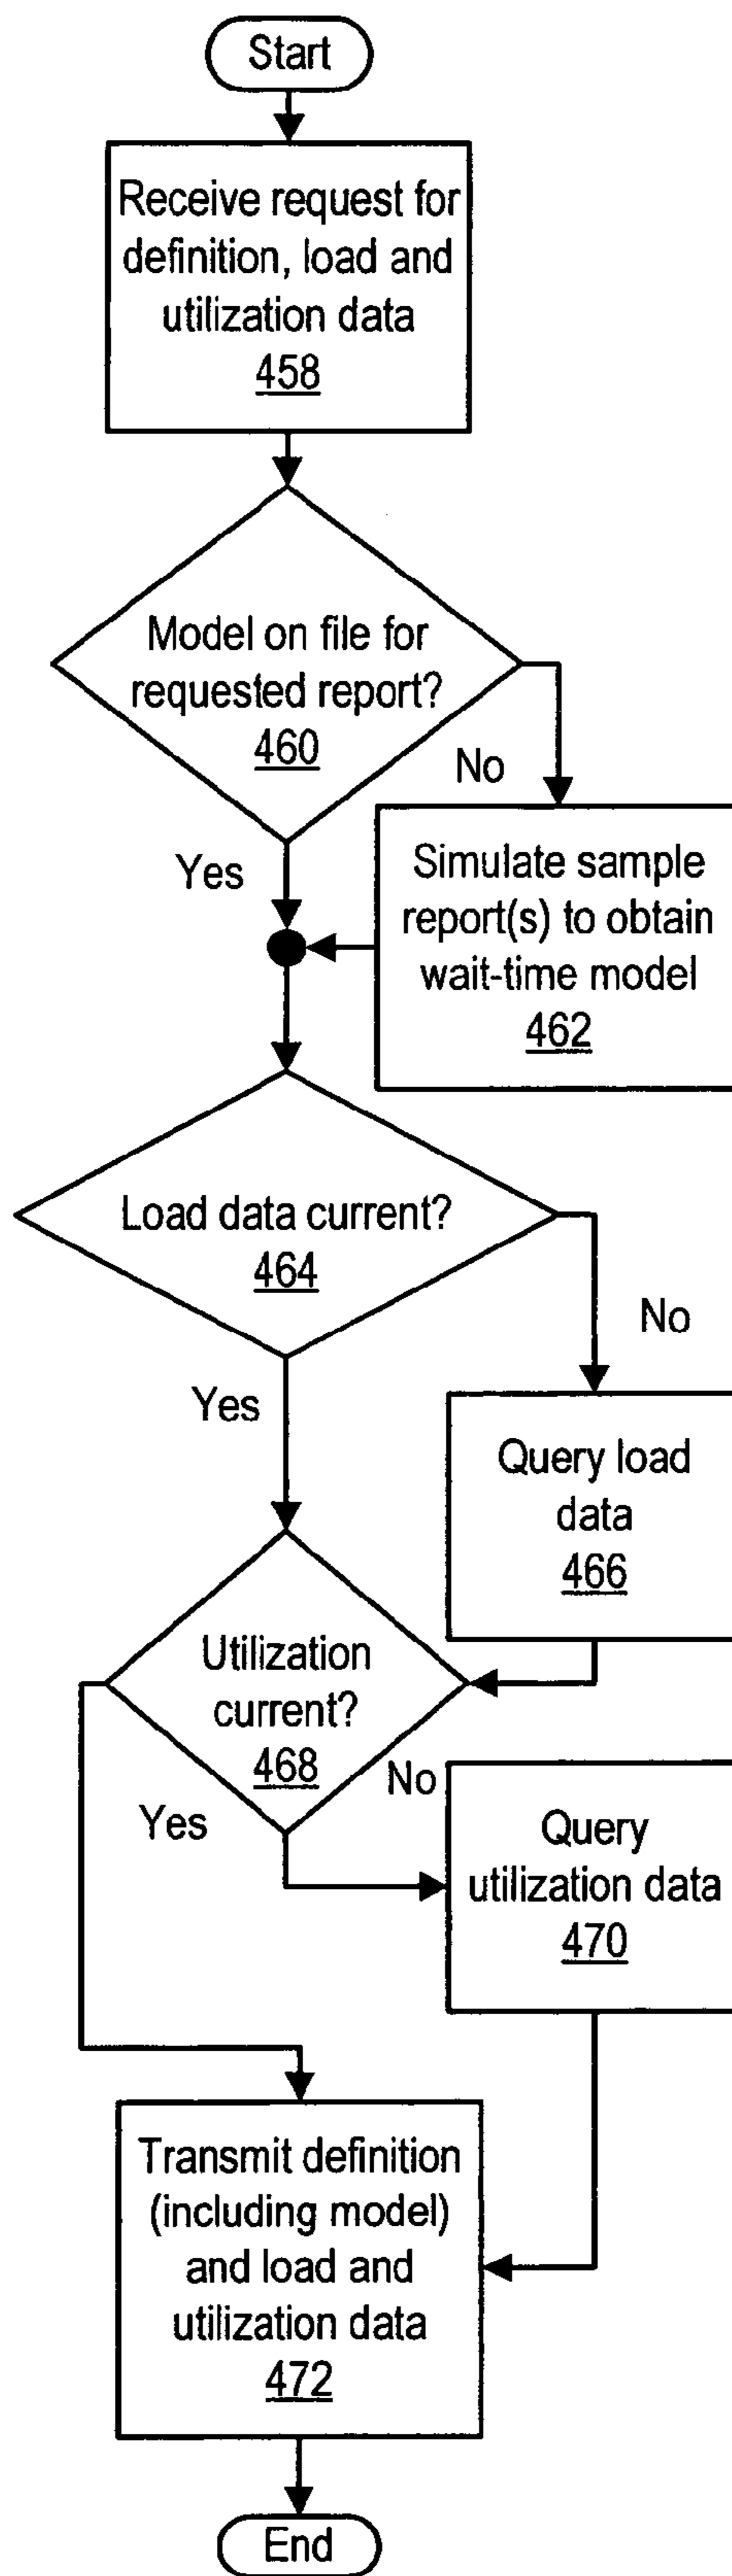 Start
Receive request for
definition, load and
utilization data
458
Model on file for
requested report?
460
No
Yes
Simulate sample
report(s) to obtain
wait-time model
462
Load data current?
464
No
Yes
Query load
data
466
Utilization
current?
468
No
Yes
Query
utilization data
470
Transmit definition
(including model)
and load and
utilization data
472
End